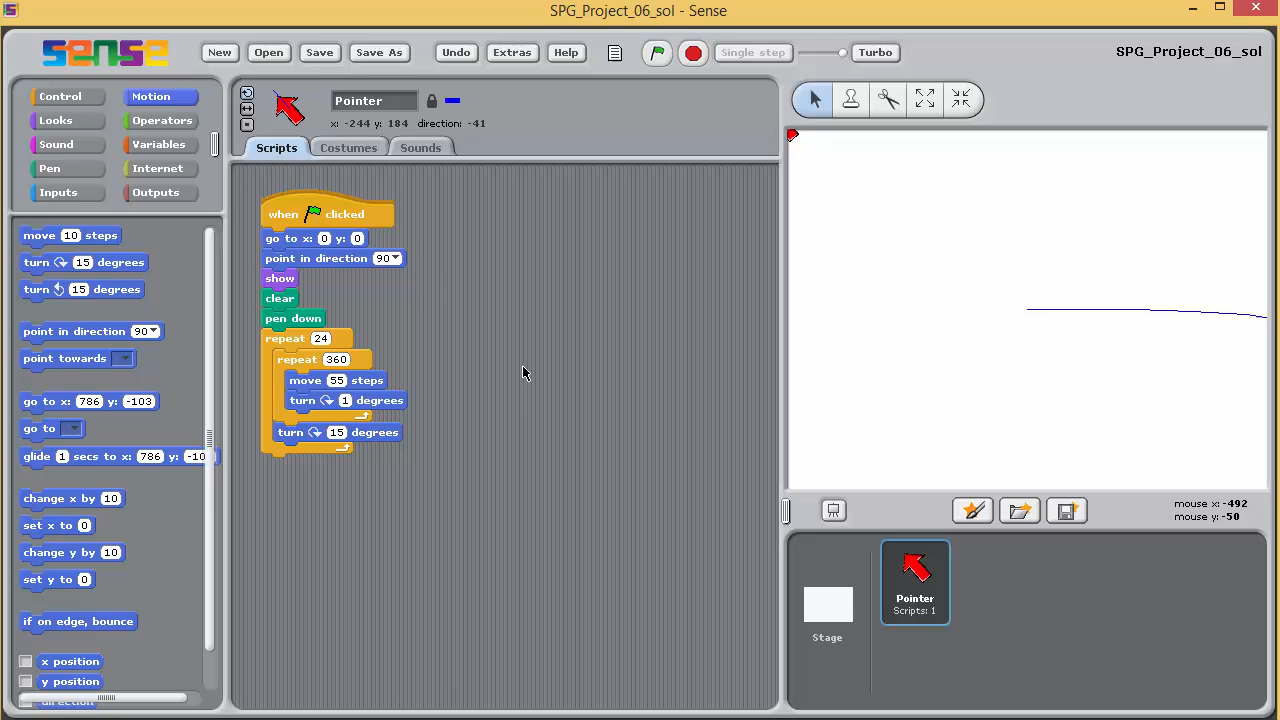 SPG_Project_06_sol - Sense
sense
New Open Save Save As Undo Extras Help Single step Turbo SPG_Project_06_sol
Control Motion
Looks Operators
Sound Variables
Pen Internet
Inputs Outputs
Pointer
x: -244 y: 184 direction: -41
Scripts Costumes Sounds
move 10 steps
turn 15 degrees
turn 15 degrees
point in direction 90
point towards
go to x: 786 y: -103
go to
glide 1 secs to x: 786 y: -10
change x by 10
set x to 0
change y by 10
set y to 0
if on edge, bounce
x position
y position
direction
when clicked
go to x: 0 y: 0
point in direction 90
show
clear
pen down
repeat 24
repeat 360
move 55 steps
turn 1 degrees
turn 15 degrees
mouse x: -492
mouse y: -50
Stage
Pointer
Scripts: 1